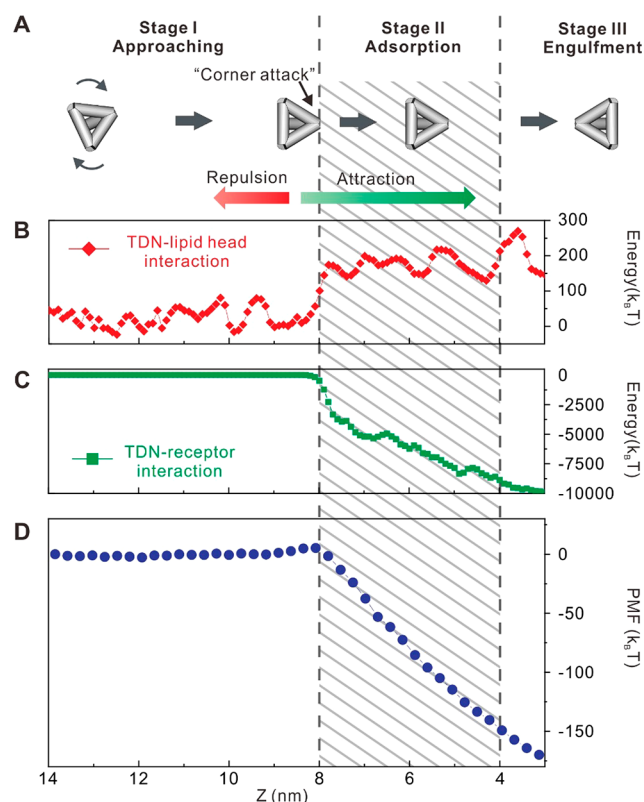 A
Stage I
Approaching
Stage II
Adsorption
Stage III
Engulfment
“Corner attack”
Repulsion
Attraction
B
TDN-lipid head
interaction
300
200
100
0
Energy(kBT)
C
TDN-receptor
interaction
0
-2500
-5000
-7500
-10000
Energy(kBT)
D
0
-50
-100
-150
PMF (kBT)
14 12 10 8 6 4
Z (nm)